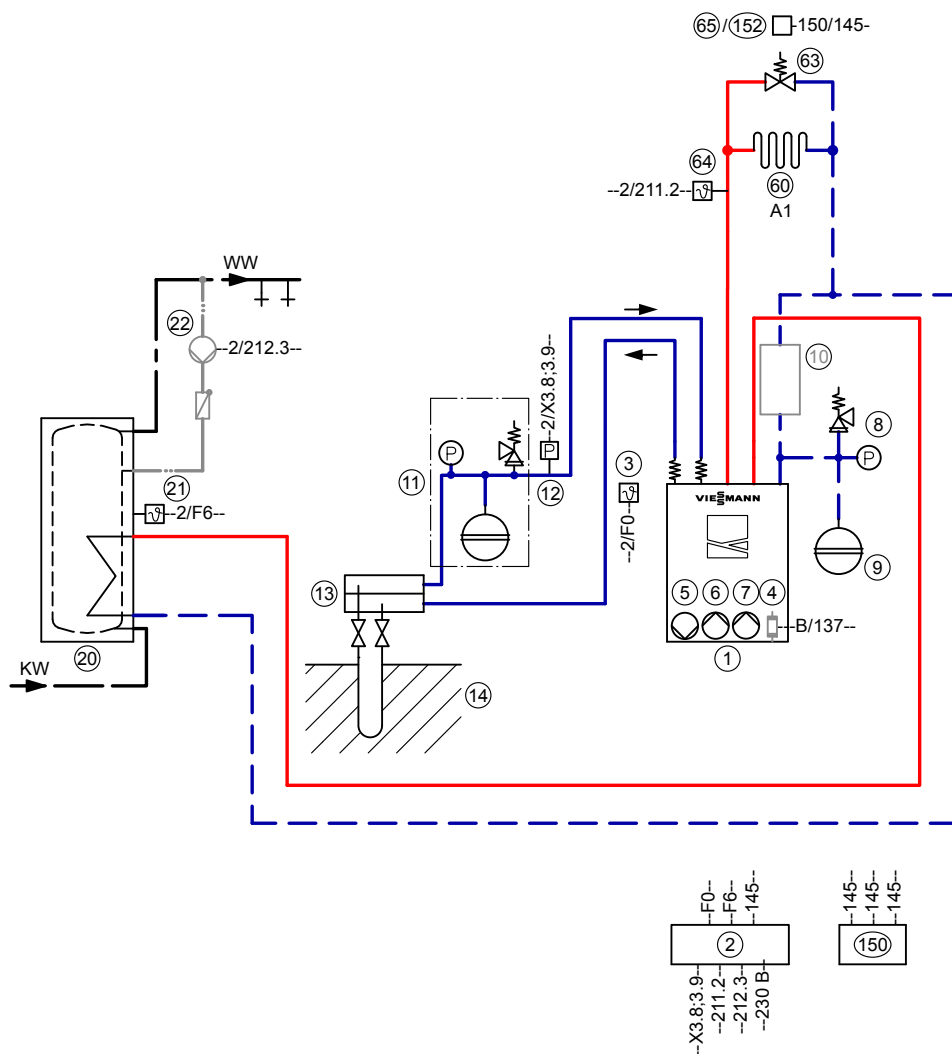 65 / 152 -150/145-
63
64
--2/211.2--
60
A1
WW
22
--2/212.3--
--2/X3.8;3.9--
10
8
P
P
P
11
12
3
--2/F0--
21
--2/F6--
VIESSMANN
9
13
5 6 7 4
---B/137--
1
20
KW
14
--F0--
--F6--
--145--
--145--
--145--
--145--
2
150
--X3.8;3.9--
--211.2--
--212.3--
--230 B--